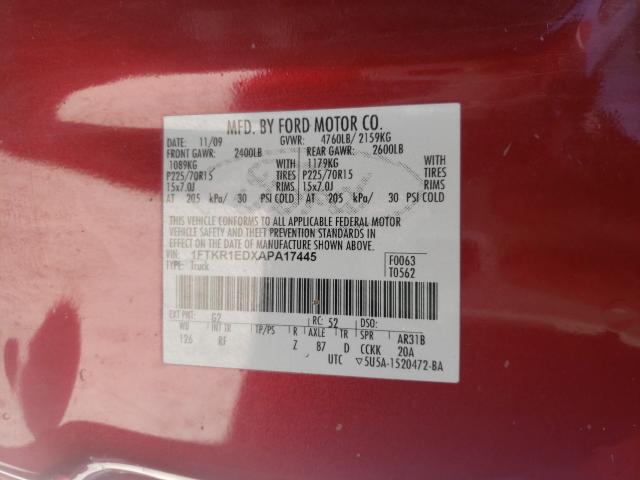 MFD. BY FORD MOTOR CO.
DATE: 11/09 GVWR: 4760LB/ 2159KG
FRONT GAWR: 2400LB REAR GAWR: 2600LB
1089KG WITH 1179KG WITH
P225/70R15 TIRES P225/70R15 TIRES
15x7.0J RIMS 15x7.0J RIMS
AT 205 kPa/ 30 PSI COLD AT 205 kPa/ 30 PSI COLD
THIS VEHICLE CONFORMS TO ALL APPLICABLE FEDERAL MOTOR
VEHICLE SAFETY AND THEFT PREVENTION STANDARDS IN
EFFECT ON THE DATE OF MANUFACTURE SHOWN ABOVE.
VIN: 1FTKR1EDXAPA17445 F0063
TYPE: Truck T0562
EXT PNT: G2 RC: 52 DSO:
WB INT TR TP/PS R AXLE TR SPR AR31B
126 RF Z 87 D CCKK 20A
UTC ▽5U5A-1520472-BA